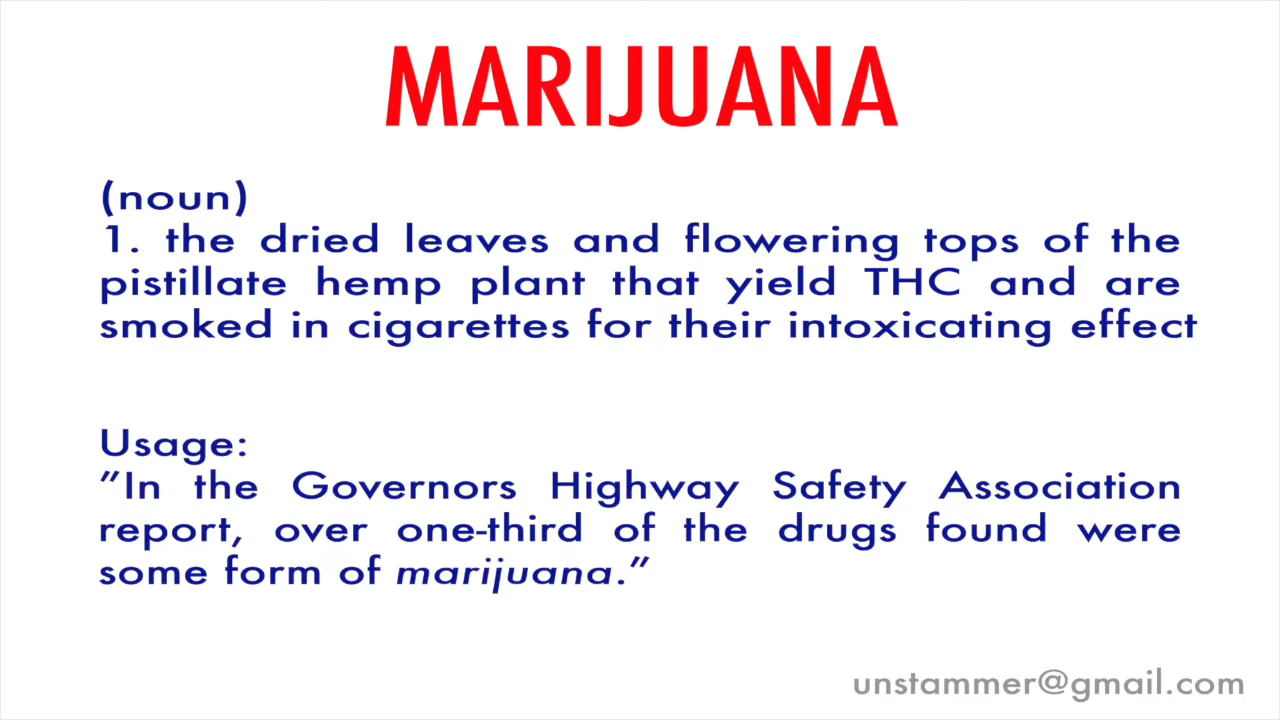 MARIJUANA
(noun)
1. the dried leaves and flowering tops of the
pistillate hemp plant that yield THC and are
smoked in cigarettes for their intoxicating effect
Usage:
”In the Governors Highway Safety Association
report, over one-third of the drugs found were
some form of marijuana.”
unstammer@gmail.com